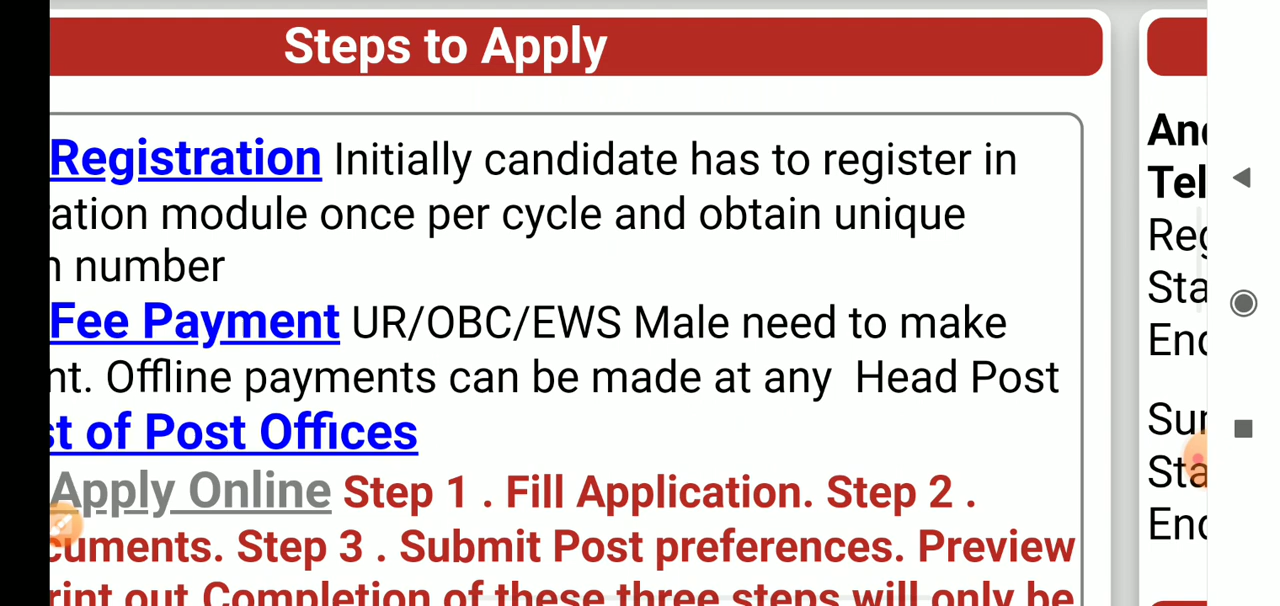 Steps to Apply
Registration Initially candidate has to register in
ation module once per cycle and obtain unique
number
Fee Payment UR/OBC/EWS Male need to make
nt. Offline payments can be made at any Head Post
st of Post Offices
Apply Online Step 1 . Fill Application. Step 2 .
cuments. Step 3 . Submit Post preferences. Preview
rint out Completion of these three steps will only be
And
Tel
Reg
Sta
End
Sta
End